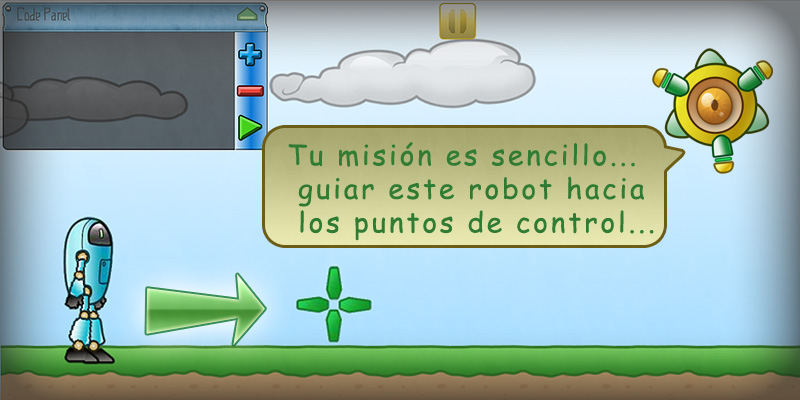 Code Panel
Tu misión es sencillo...
guiar este robot hacia
los puntos de control...